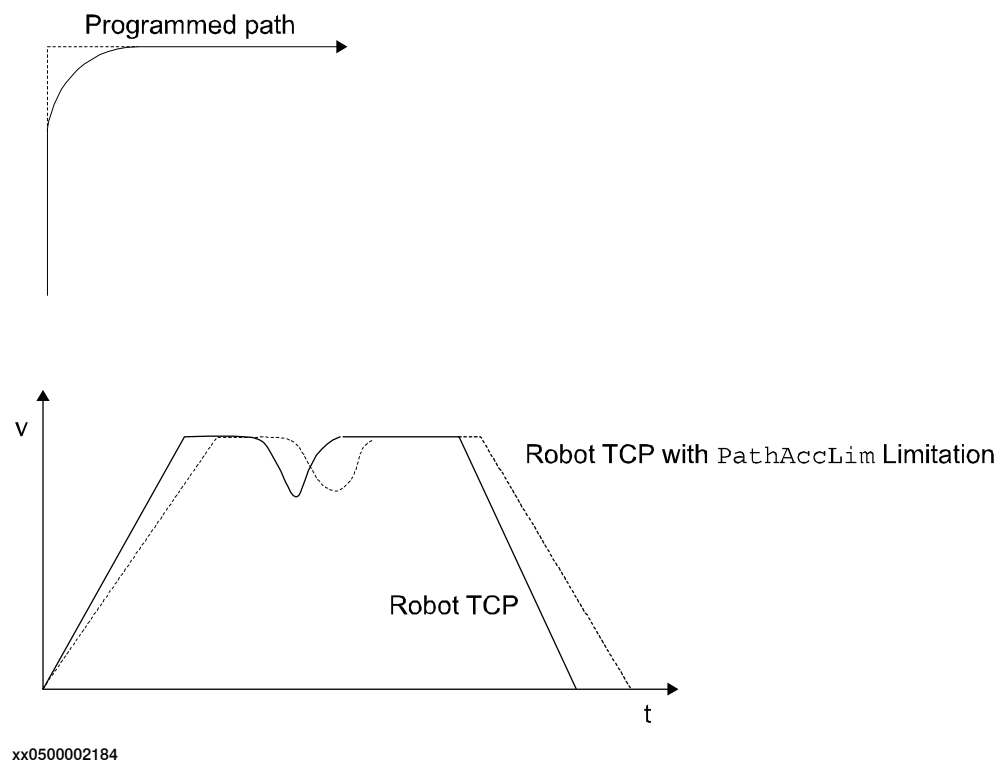 Programmed path
v
Robot TCP with PathAccLim Limitation
Robot TCP
t
xx0500002184